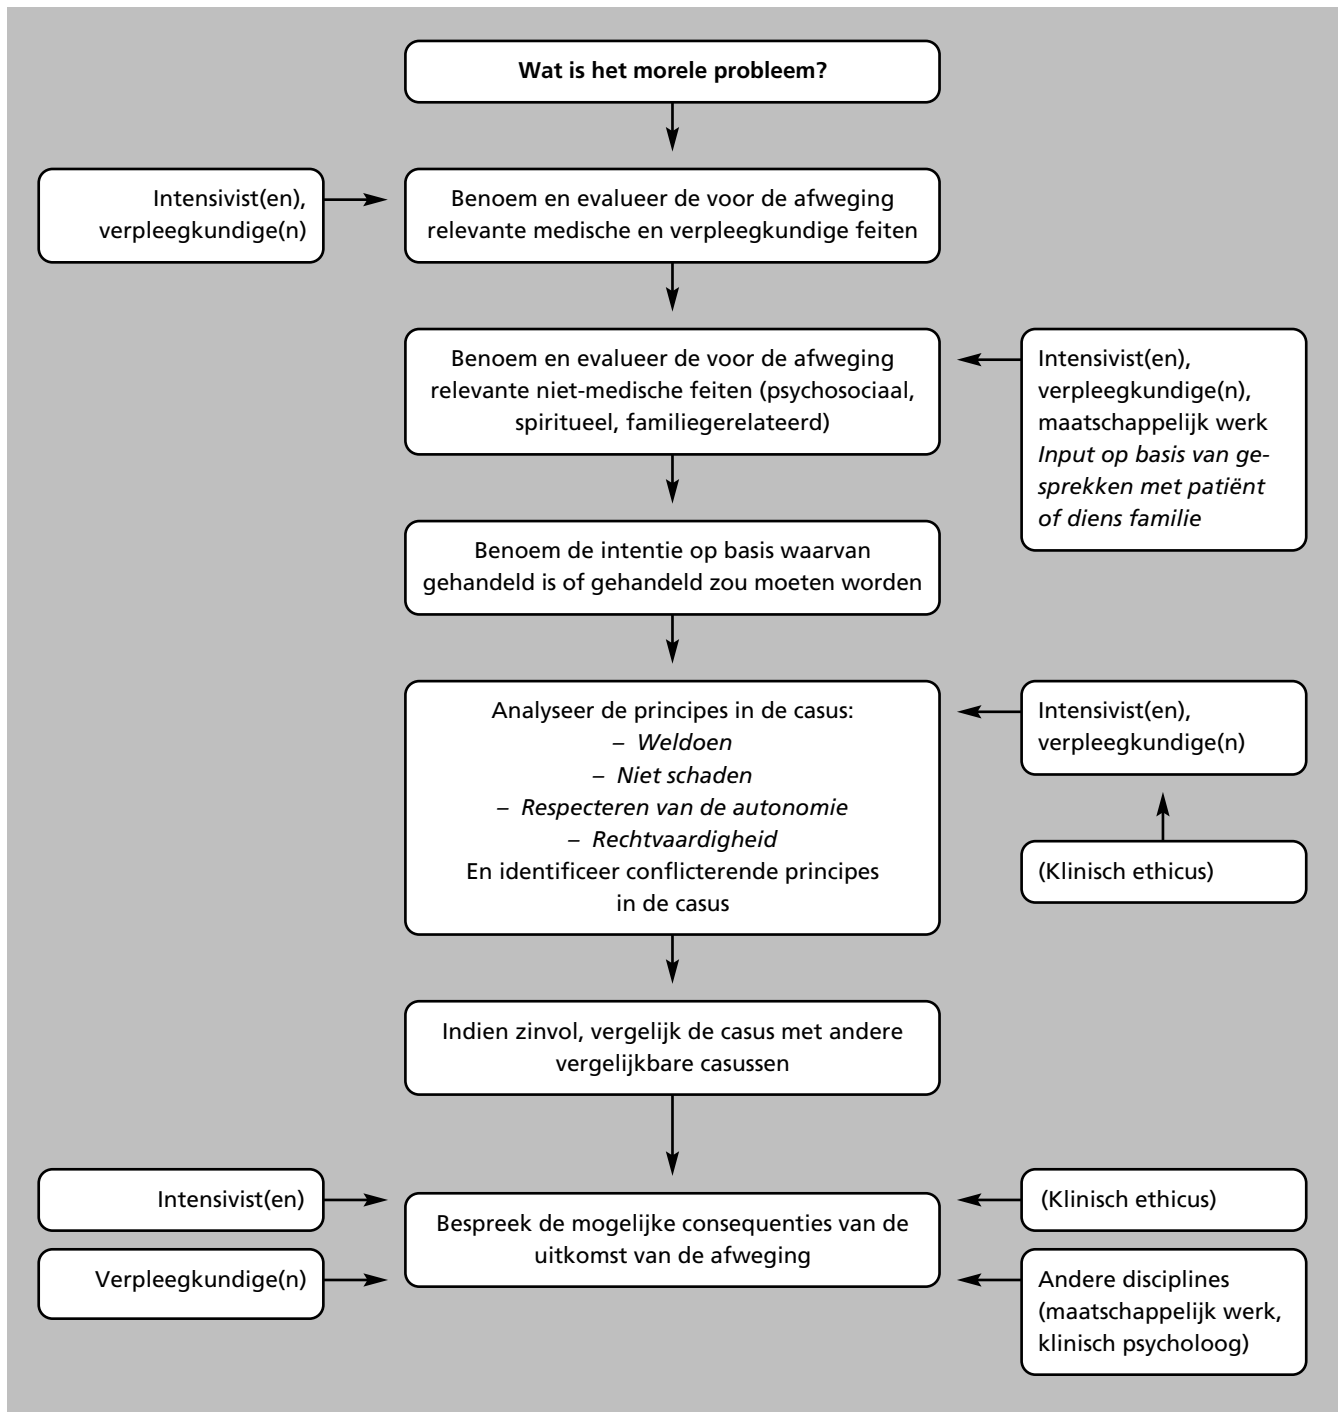 Wat is het morele probleem?
Intensivist(en),
verpleegkundige(n)
Benoem en evalueer de voor de afweging
relevante medische en verpleegkundige feiten
Benoem en evalueer de voor de afweging
relevante niet-medische feiten (psychosociaal,
spiritueel, familiegerelateerd)
Intensivist(en),
verpleegkundige(n),
maatschappelijk werk
Input op basis van ge-
sprekken met patiënt
of diens familie
Benoem de intentie op basis waarvan
gehandeld is of gehandeld zou moeten worden
Analyseer de principes in de casus:
– Weldoen
– Niet schaden
– Respecteren van de autonomie
– Rechtvaardigheid
En identificeer conflicterende principes
in de casus
Intensivist(en),
verpleegkundige(n)
(Klinisch ethicus)
Indien zinvol, vergelijk de casus met andere
vergelijkbare casussen
Intensivist(en)
Verpleegkundige(n)
Bespreek de mogelijke consequenties van de
uitkomst van de afweging
(Klinisch ethicus)
Andere disciplines
(maatschappelijk werk,
klinisch psycholoog)